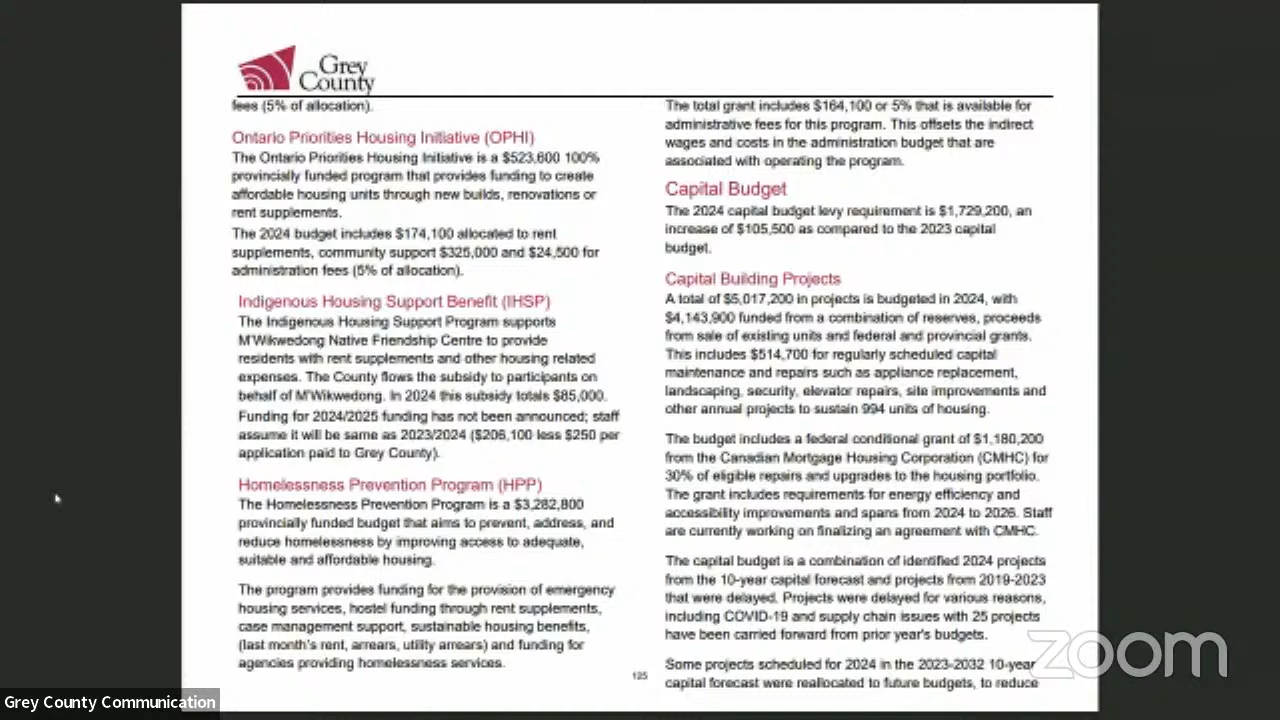 Grey
County
fees (5% of allocation).
Ontario Priorities Housing Initiative (OPHI)
The Ontario Priorities Housing Initiative is a $523,600 100%
provincially funded program that provides funding to create
affordable housing units through new builds, renovations or
rent supplements.
The 2024 budget includes $174,100 allocated to rent
supplements, community support $325,000 and $24,500 for
administration fees (5% of allocation).
Indigenous Housing Support Benefit (IHSP)
The Indigenous Housing Support Program supports
M'Wikwedong Native Friendship Centre to provide
residents with rent supplements and other housing related
expenses. The County flows the subsidy to participants on
behalf of M'Wikwedong. In 2024 this subsidy totals $85,000.
Funding for 2024/2025 funding has not been announced; staff
assume it will be same as 2023/2024 ($206,100 less $250 per
application paid to Grey County).
Homelessness Prevention Program (HPP)
The Homelessness Prevention Program is a $3,282,800
provincially funded budget that aims to prevent, address, and
reduce homelessness by improving access to adequate,
suitable and affordable housing.
The program provides funding for the provision of emergency
housing services, hostel funding through rent supplements,
case management support, sustainable housing benefits,
(last month's rent, arrears, utility arrears) and funding for
agencies providing homelessness services.
The total grant includes $164,100 or 5% that is available for
administrative fees for this program. This offsets the indirect
wages and costs in the administration budget that are
associated with operating the program.
Capital Budget
The 2024 capital budget levy requirement is $1,729,200, an
increase of $105,500 as compared to the 2023 capital
budget.
Capital Building Projects
A total of $5,017,200 in projects is budgeted in 2024, with
$4,143,900 funded from a combination of reserves, proceeds
from sale of existing units and federal and provincial grants.
This includes $514,700 for regularly scheduled capital
maintenance and repairs such as appliance replacement,
landscaping, security, elevator repairs, site improvements and
other annual projects to sustain 994 units of housing.
The budget includes a federal conditional grant of $1,180,200
from the Canadian Mortgage Housing Corporation (CMHC) for
30% of eligible repairs and upgrades to the housing portfolio.
The grant includes requirements for energy efficiency and
accessibility improvements and spans from 2024 to 2026. Staff
are currently working on finalizing an agreement with CMHC.
The capital budget is a combination of identified 2024 projects
from the 10-year capital forecast and projects from 2019-2023
that were delayed. Projects were delayed for various reasons,
including COVID-19 and supply chain issues with 25 projects
have been carried forward from prior year's budgets.
Some projects scheduled for 2024 in the 2023-2032 10-year
capital forecast were reallocated to future budgets, to reduce
125
zoom
Grey County Communication